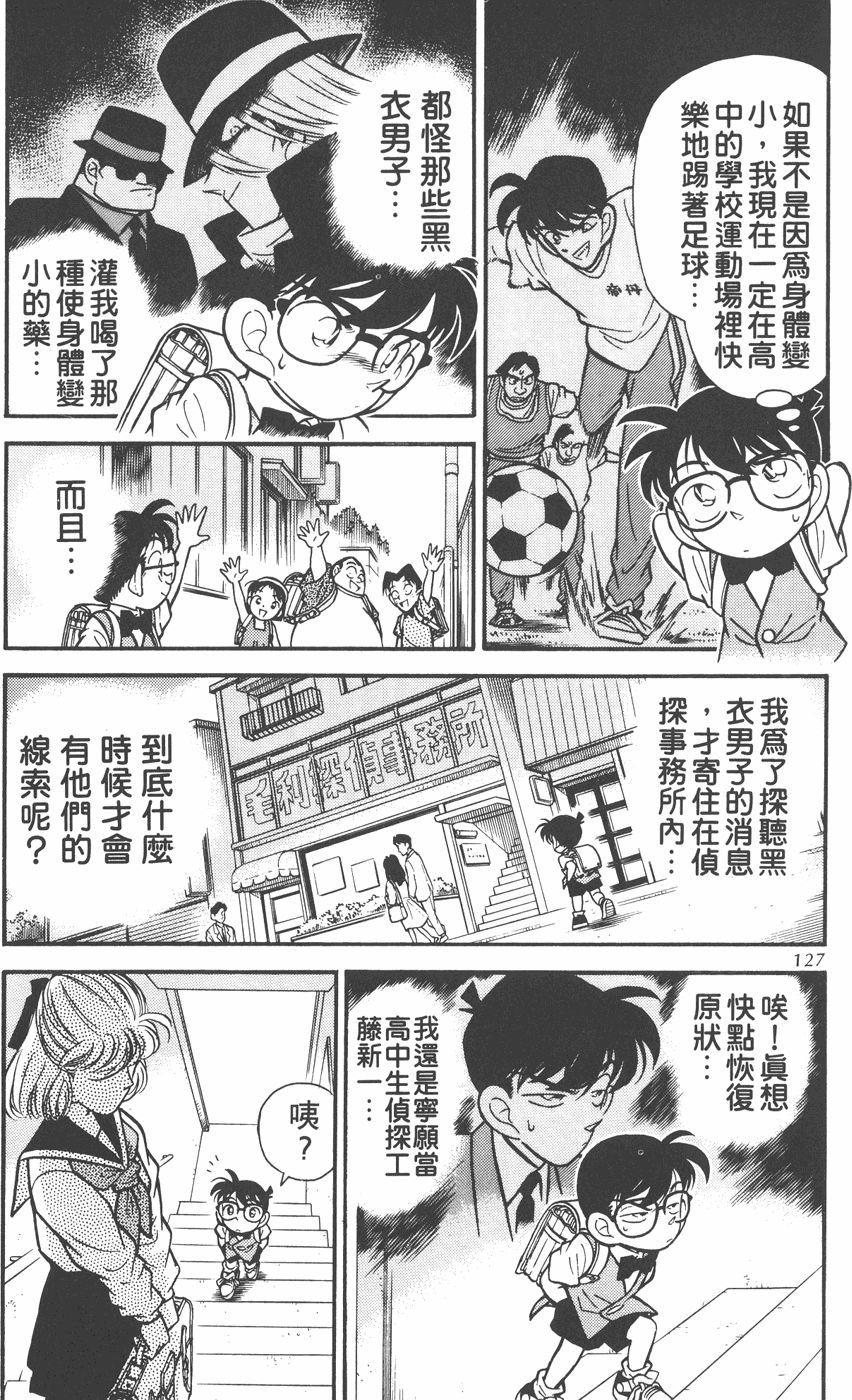 如果不是因爲身體變
小，我現在一定在高
中的學校運動場裡快
樂地踢著足球…
都怪那些黑
衣男子…
灌我喝了那
種使身體變
小的藥…
而且…
我爲了探聽黑
衣男子的消息
，才寄住在偵
探事務所內…
毛利探偵事務所
到底什麼
時候才會
有他們的
線索呢？
127
唉！眞想
快點恢復
原狀…
我還是寧願當
高中生偵探工
藤新一…
咦？